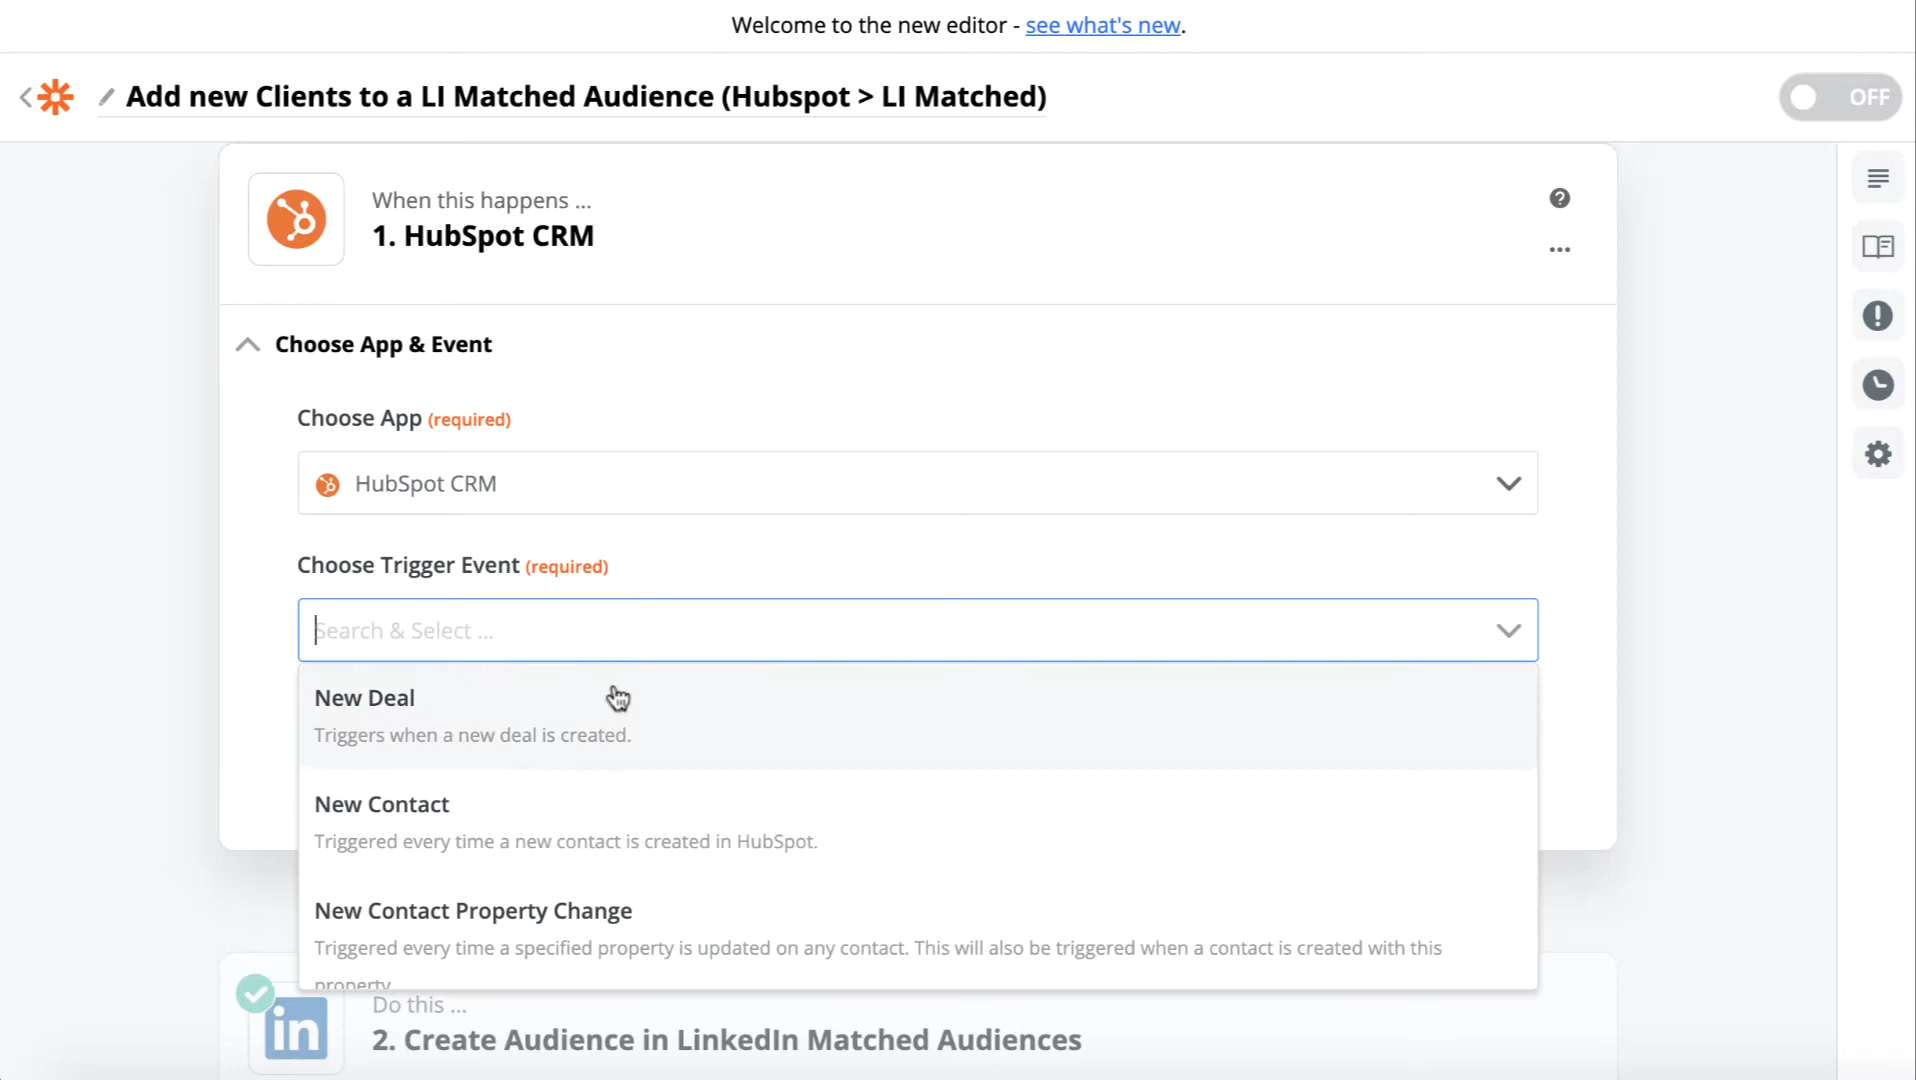 Welcome to the new editor - see what's new.
Add new Clients to a LI Matched Audience (Hubspot > LI Matched)
OFF
When this happens ...
1. HubSpot CRM
Choose App & Event
Choose App (required)
HubSpot CRM
Choose Trigger Event (required)
Search & Select ...
New Deal
Triggers when a new deal is created.
New Contact
Triggered every time a new contact is created in HubSpot.
New Contact Property Change
Triggered every time a specified property is updated on any contact. This will also be triggered when a contact is created with this
property.
in
Do this ...
2. Create Audience in LinkedIn Matched Audiences